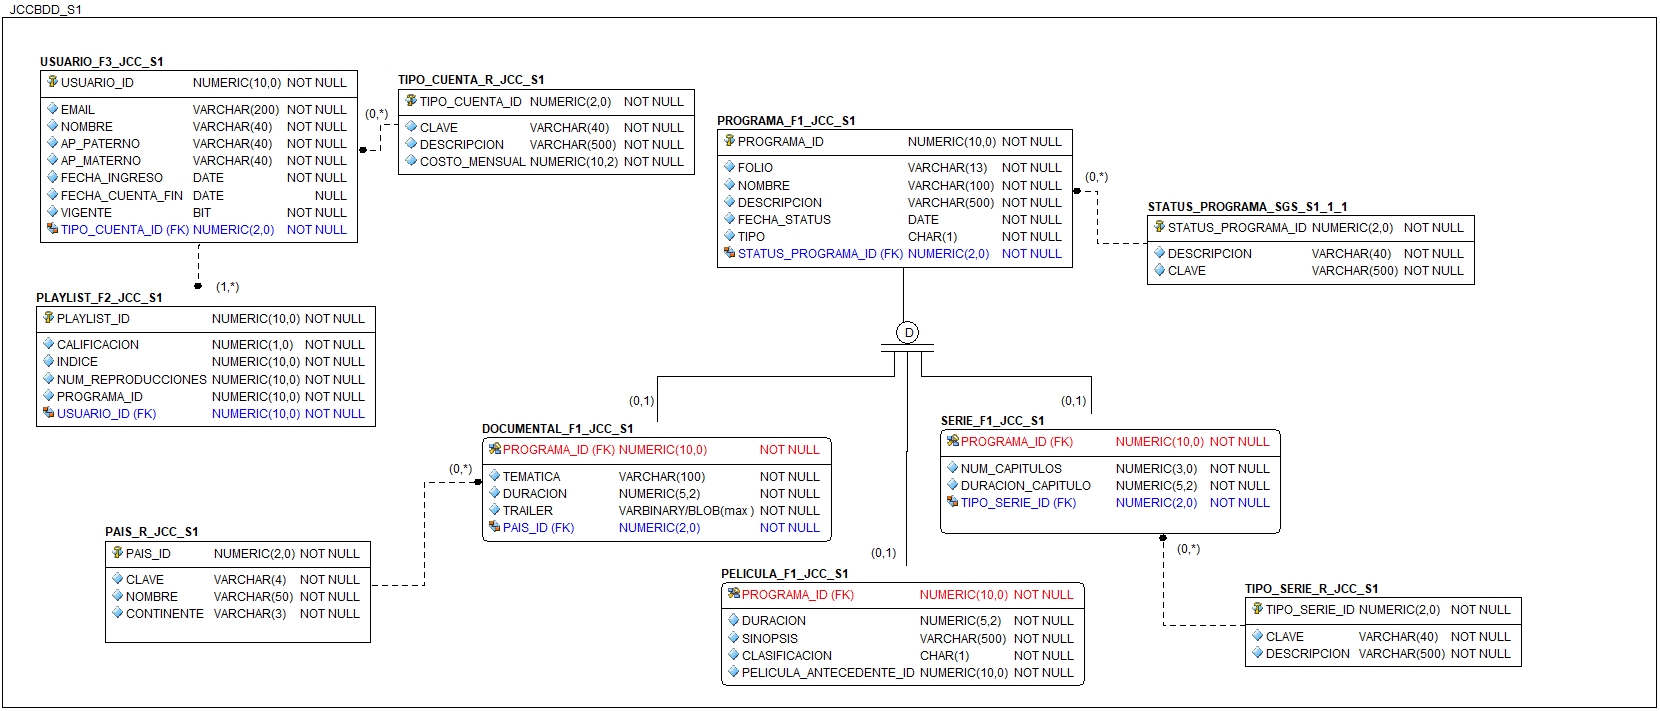 JCCBDD_S1
USUARIO_F3_JCC_S1
USUARIO_ID NUMERIC(10,0) NOT NULL
EMAIL VARCHAR(200) NOT NULL
NOMBRE VARCHAR(40) NOT NULL
AP_PATERNO VARCHAR(40) NOT NULL
AP_MATERNO VARCHAR(40) NOT NULL
FECHA_INGRESO DATE NOT NULL
FECHA_CUENTA_FIN DATE NULL
VIGENTE BIT NOT NULL
TIPO_CUENTA_ID (FK) NUMERIC(2,0) NOT NULL
(0,*)
TIPO_CUENTA_R_JCC_S1
TIPO_CUENTA_ID NUMERIC(2,0) NOT NULL
CLAVE VARCHAR(40) NOT NULL
DESCRIPCION VARCHAR(500) NOT NULL
COSTO_MENSUAL NUMERIC(10,2) NOT NULL
PROGRAMA_F1_JCC_S1
PROGRAMA_ID NUMERIC(10,0) NOT NULL
FOLIO VARCHAR(13) NOT NULL
NOMBRE VARCHAR(100) NOT NULL
DESCRIPCION VARCHAR(500) NOT NULL
FECHA_STATUS DATE NOT NULL
TIPO CHAR(1) NOT NULL
STATUS_PROGRAMA_ID (FK) NUMERIC(2,0) NOT NULL
(0,*)
STATUS_PROGRAMA_SGS_S1_1_1
STATUS_PROGRAMA_ID NUMERIC(2,0) NOT NULL
DESCRIPCION VARCHAR(40) NOT NULL
CLAVE VARCHAR(500) NOT NULL
(1,*)
PLAYLIST_F2_JCC_S1
PLAYLIST_ID NUMERIC(10,0) NOT NULL
CALIFICACION NUMERIC(1,0) NOT NULL
INDICE NUMERIC(10,0) NOT NULL
NUM_REPRODUCCIONES NUMERIC(10,0) NOT NULL
PROGRAMA_ID NUMERIC(10,0) NOT NULL
USUARIO_ID (FK) NUMERIC(10,0) NOT NULL
D
(0,1)
DOCUMENTAL_F1_JCC_S1
PROGRAMA_ID (FK) NUMERIC(10,0) NOT NULL
TEMATICA VARCHAR(100) NOT NULL
DURACION NUMERIC(5,2) NOT NULL
TRAILER VARBINARY/BLOB(max ) NOT NULL
PAIS_ID (FK) NUMERIC(2,0) NOT NULL
(0,*)
(0,1)
SERIE_F1_JCC_S1
PROGRAMA_ID (FK) NUMERIC(10,0) NOT NULL
NUM_CAPITULOS NUMERIC(3,0) NOT NULL
DURACION_CAPITULO NUMERIC(5,2) NOT NULL
TIPO_SERIE_ID (FK) NUMERIC(2,0) NOT NULL
(0,*)
PAIS_R_JCC_S1
PAIS_ID NUMERIC(2,0) NOT NULL
CLAVE VARCHAR(4) NOT NULL
NOMBRE VARCHAR(50) NOT NULL
CONTINENTE VARCHAR(3) NOT NULL
(0,1)
PELICULA_F1_JCC_S1
PROGRAMA_ID (FK) NUMERIC(10,0) NOT NULL
DURACION NUMERIC(5,2) NOT NULL
SINOPSIS VARCHAR(500) NOT NULL
CLASIFICACION CHAR(1) NOT NULL
PELICULA_ANTECEDENTE_ID NUMERIC(10,0) NOT NULL
TIPO_SERIE_R_JCC_S1
TIPO_SERIE_ID NUMERIC(2,0) NOT NULL
CLAVE VARCHAR(40) NOT NULL
DESCRIPCION VARCHAR(500) NOT NULL